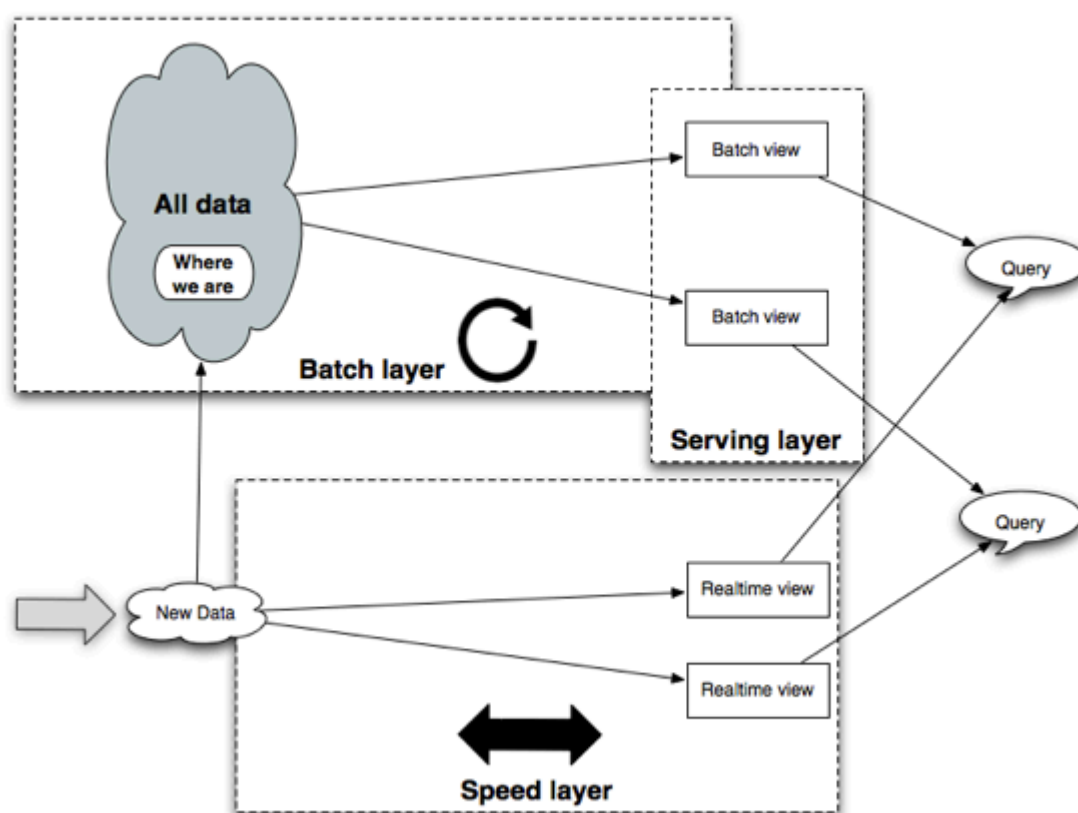 All data
Where
we are
Batch view
Batch view
Query
Batch layer
Serving layer
Query
New Data
Realtime view
Realtime view
Speed layer